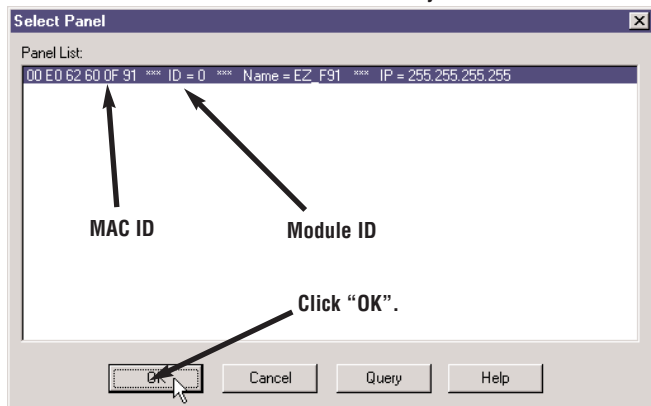 Select Panel
Panel List:
00 E0 62 60 0F 91 *** ID = 0 *** Name = EZ_F91 *** IP = 255.255.255.255
MAC ID
Module ID
Click “OK”.
OK
Cancel
Query
Help